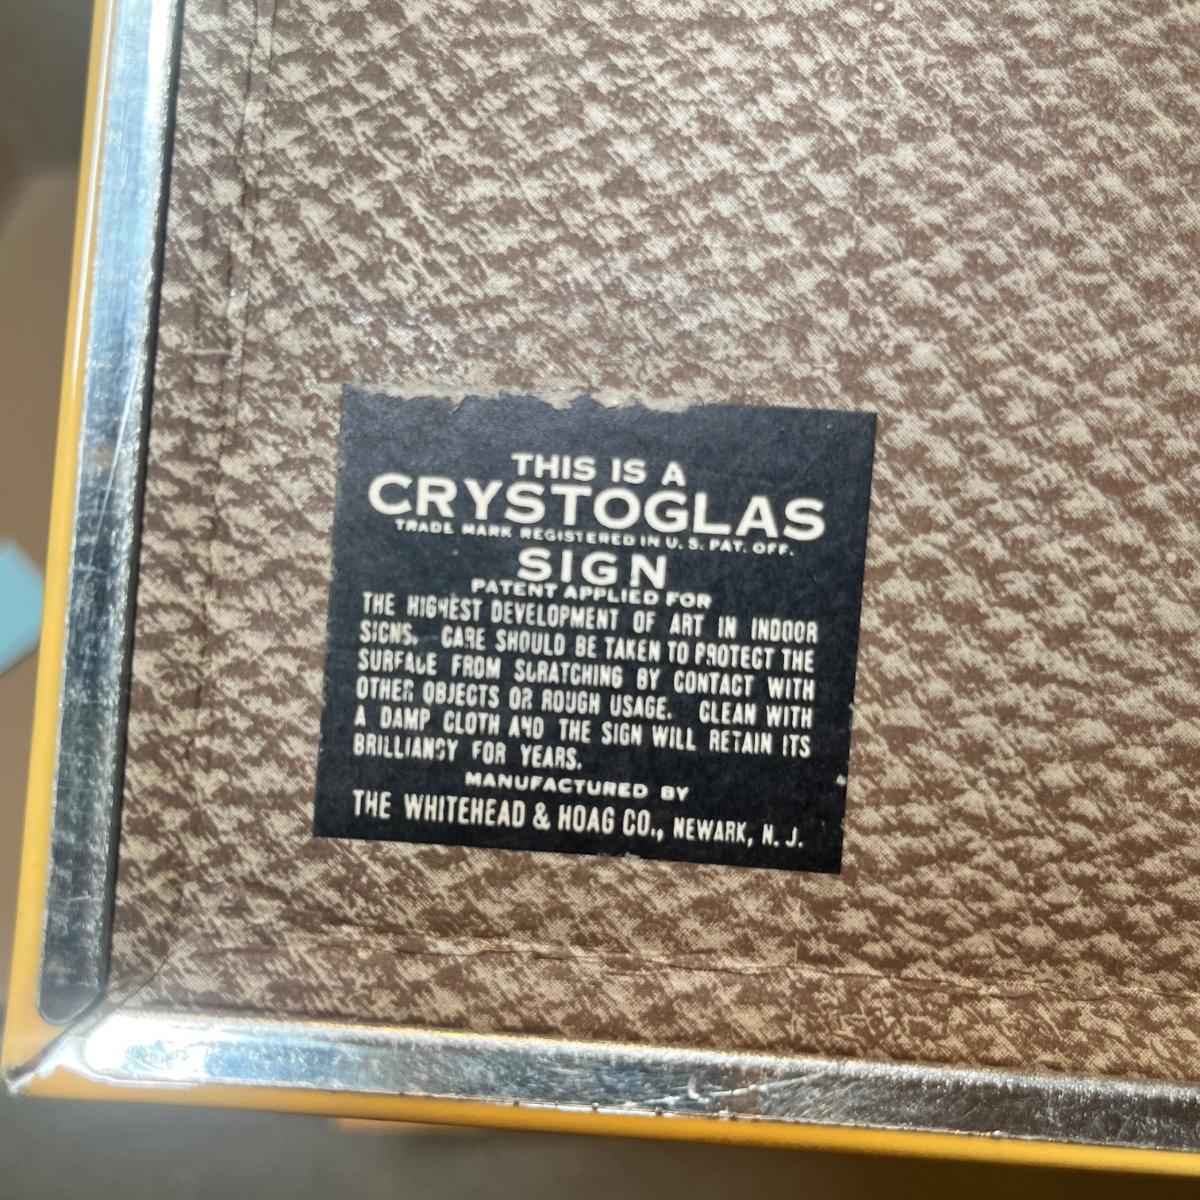 THIS IS A
CRYSTOGLAS
TRADE MARK REGISTERED IN U. S. PAT. OFF.
SIGN
PATENT APPLIED FOR
THE HIGHEST DEVELOPMENT OF ART IN INDOOR
SIGNS. CARE SHOULD BE TAKEN TO PROTECT THE
SURFACE FROM SCRATCHING BY CONTACT WITH
OTHER OBJECTS OR ROUGH USAGE. CLEAN WITH
A DAMP CLOTH AND THE SIGN WILL RETAIN ITS
BRILLIANCY FOR YEARS.
MANUFACTURED BY
THE WHITEHEAD & HOAG CO., NEWARK, N. J.